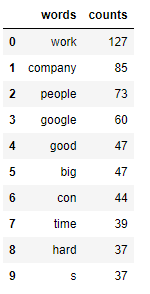 words counts
0 work 127
1 company 85
2 people 73
3 google 60
4 good 47
5 big 47
6 con 44
7 time 39
8 hard 37
9 s 37